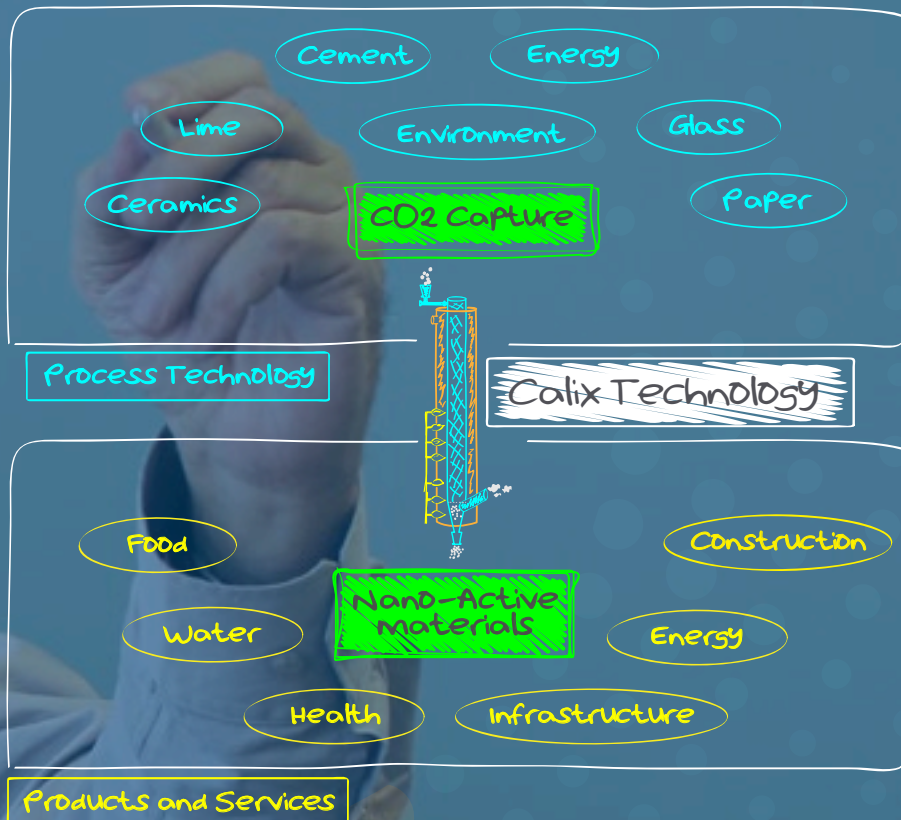 Cement
Energy
Lime
Environment
Glass
Ceramics
CO2 Capture
Paper
Process Technology
Calix Technology
Food
Construction
Nano-Active
materials
Water
Energy
Health
Infrastructure
Products and Services